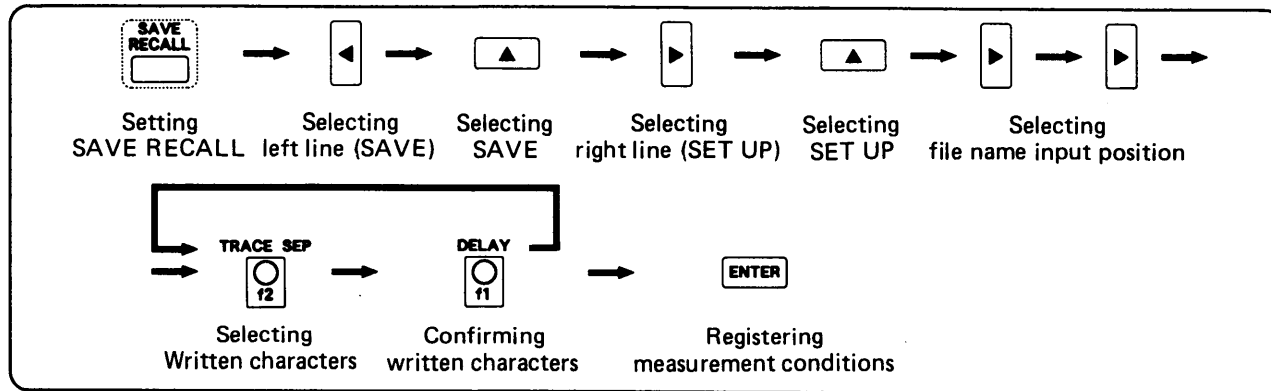 SAVE
RECALL
Setting Selecting Selecting Selecting Selecting Selecting
SAVE RECALL left line (SAVE) SAVE right line (SET UP) SET UP file name input position
TRACE SEP DELAY
f2 f1 ENTER
Selecting Confirming Registering
Written characters written characters measurement conditions